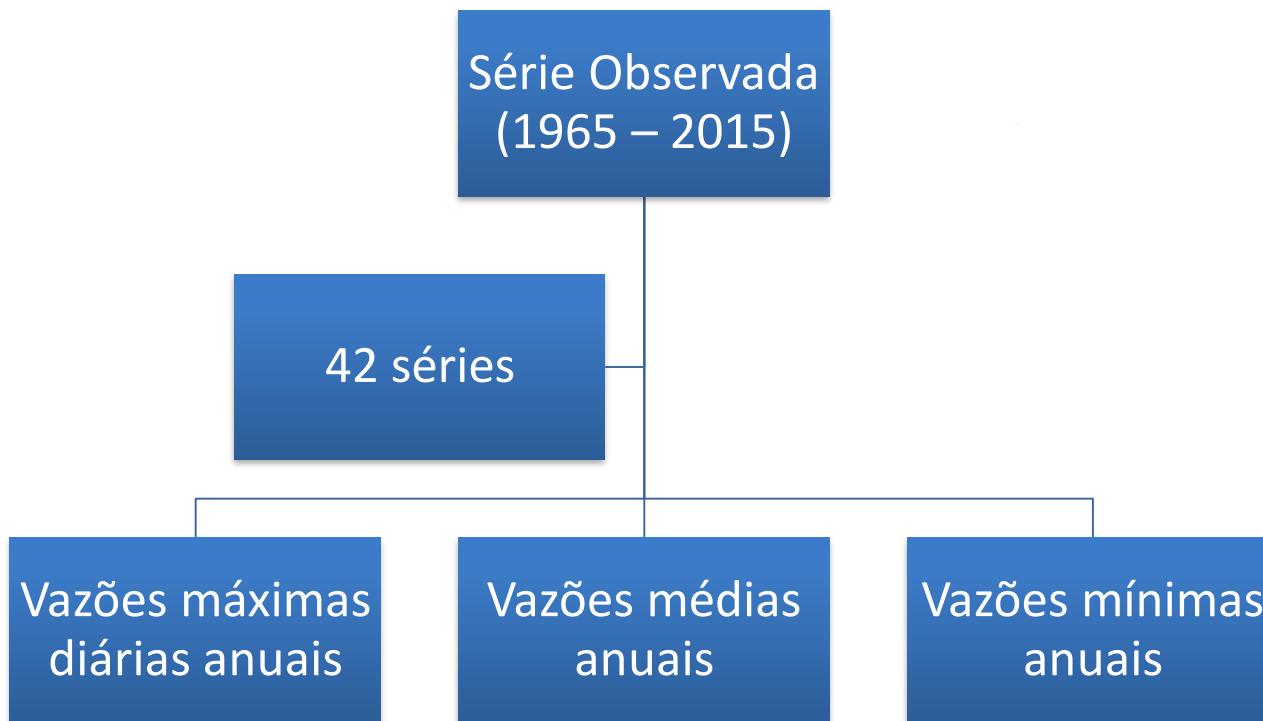 Série Observada
(1965 – 2015)
42 séries
Vazões máximas
diárias anuais
Vazões médias
anuais
Vazões mínimas
anuais